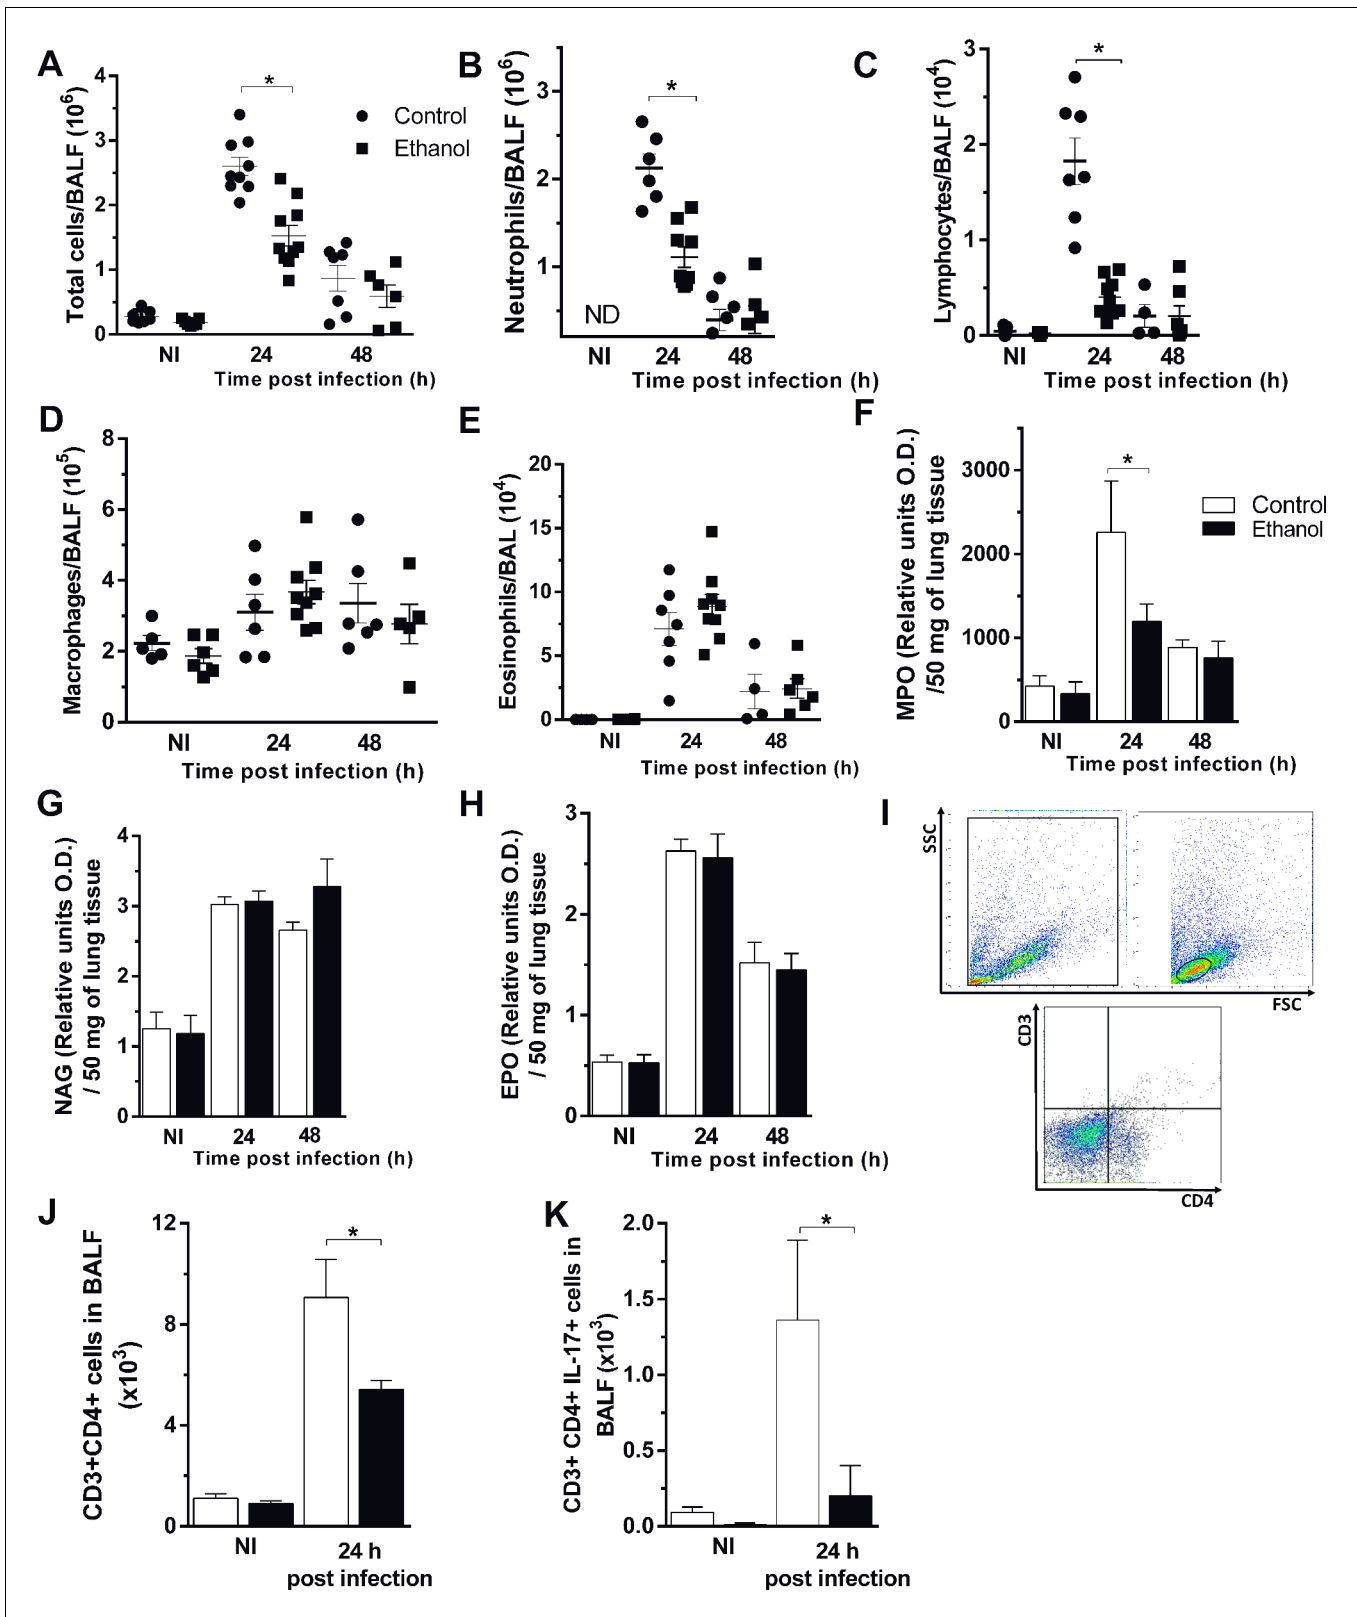 A
Total cells/BALF (10⁶)
4
3
2
1
0
*
NI
24
48
Time post infection (h)
Control
Ethanol
B
Neutrophils/BALF (10⁶)
3
2
1
*
ND
NI
24
48
Time post infection (h)
C
Lymphocytes/BALF (10⁴)
3
2
1
0
*
NI
24
48
Time post infection (h)
D
Macrophages/BALF (10⁵)
8
6
4
2
0
NI
24
48
Time post infection (h)
E
Eosinophils/BAL (10⁴)
20
15
10
5
0
NI
24
48
Time post infection (h)
F
MPO (Relative units O.D.)
/50 mg of lung tissue
3000
2000
1000
0
*
Control
Ethanol
NI
24
48
Time post infection (h)
G
NAG (Relative units O.D.)
/ 50 mg of lung tissue
4
3
2
1
0
NI
24
48
Time post infection (h)
H
EPO (Relative units O.D.)
/ 50 mg of lung tissue
3
2
1
0
NI
24
48
Time post infection (h)
I
SSC
FSC
CD3
CD4
J
CD3+CD4+ cells in BALF
(x10³)
12
8
4
0
*
NI
24 h
post infection
K
CD3+ CD4+ IL-17+ cells in
BALF (x10³)
2.0
1.5
1.0
0.5
0.0
*
NI
24 h
post infection